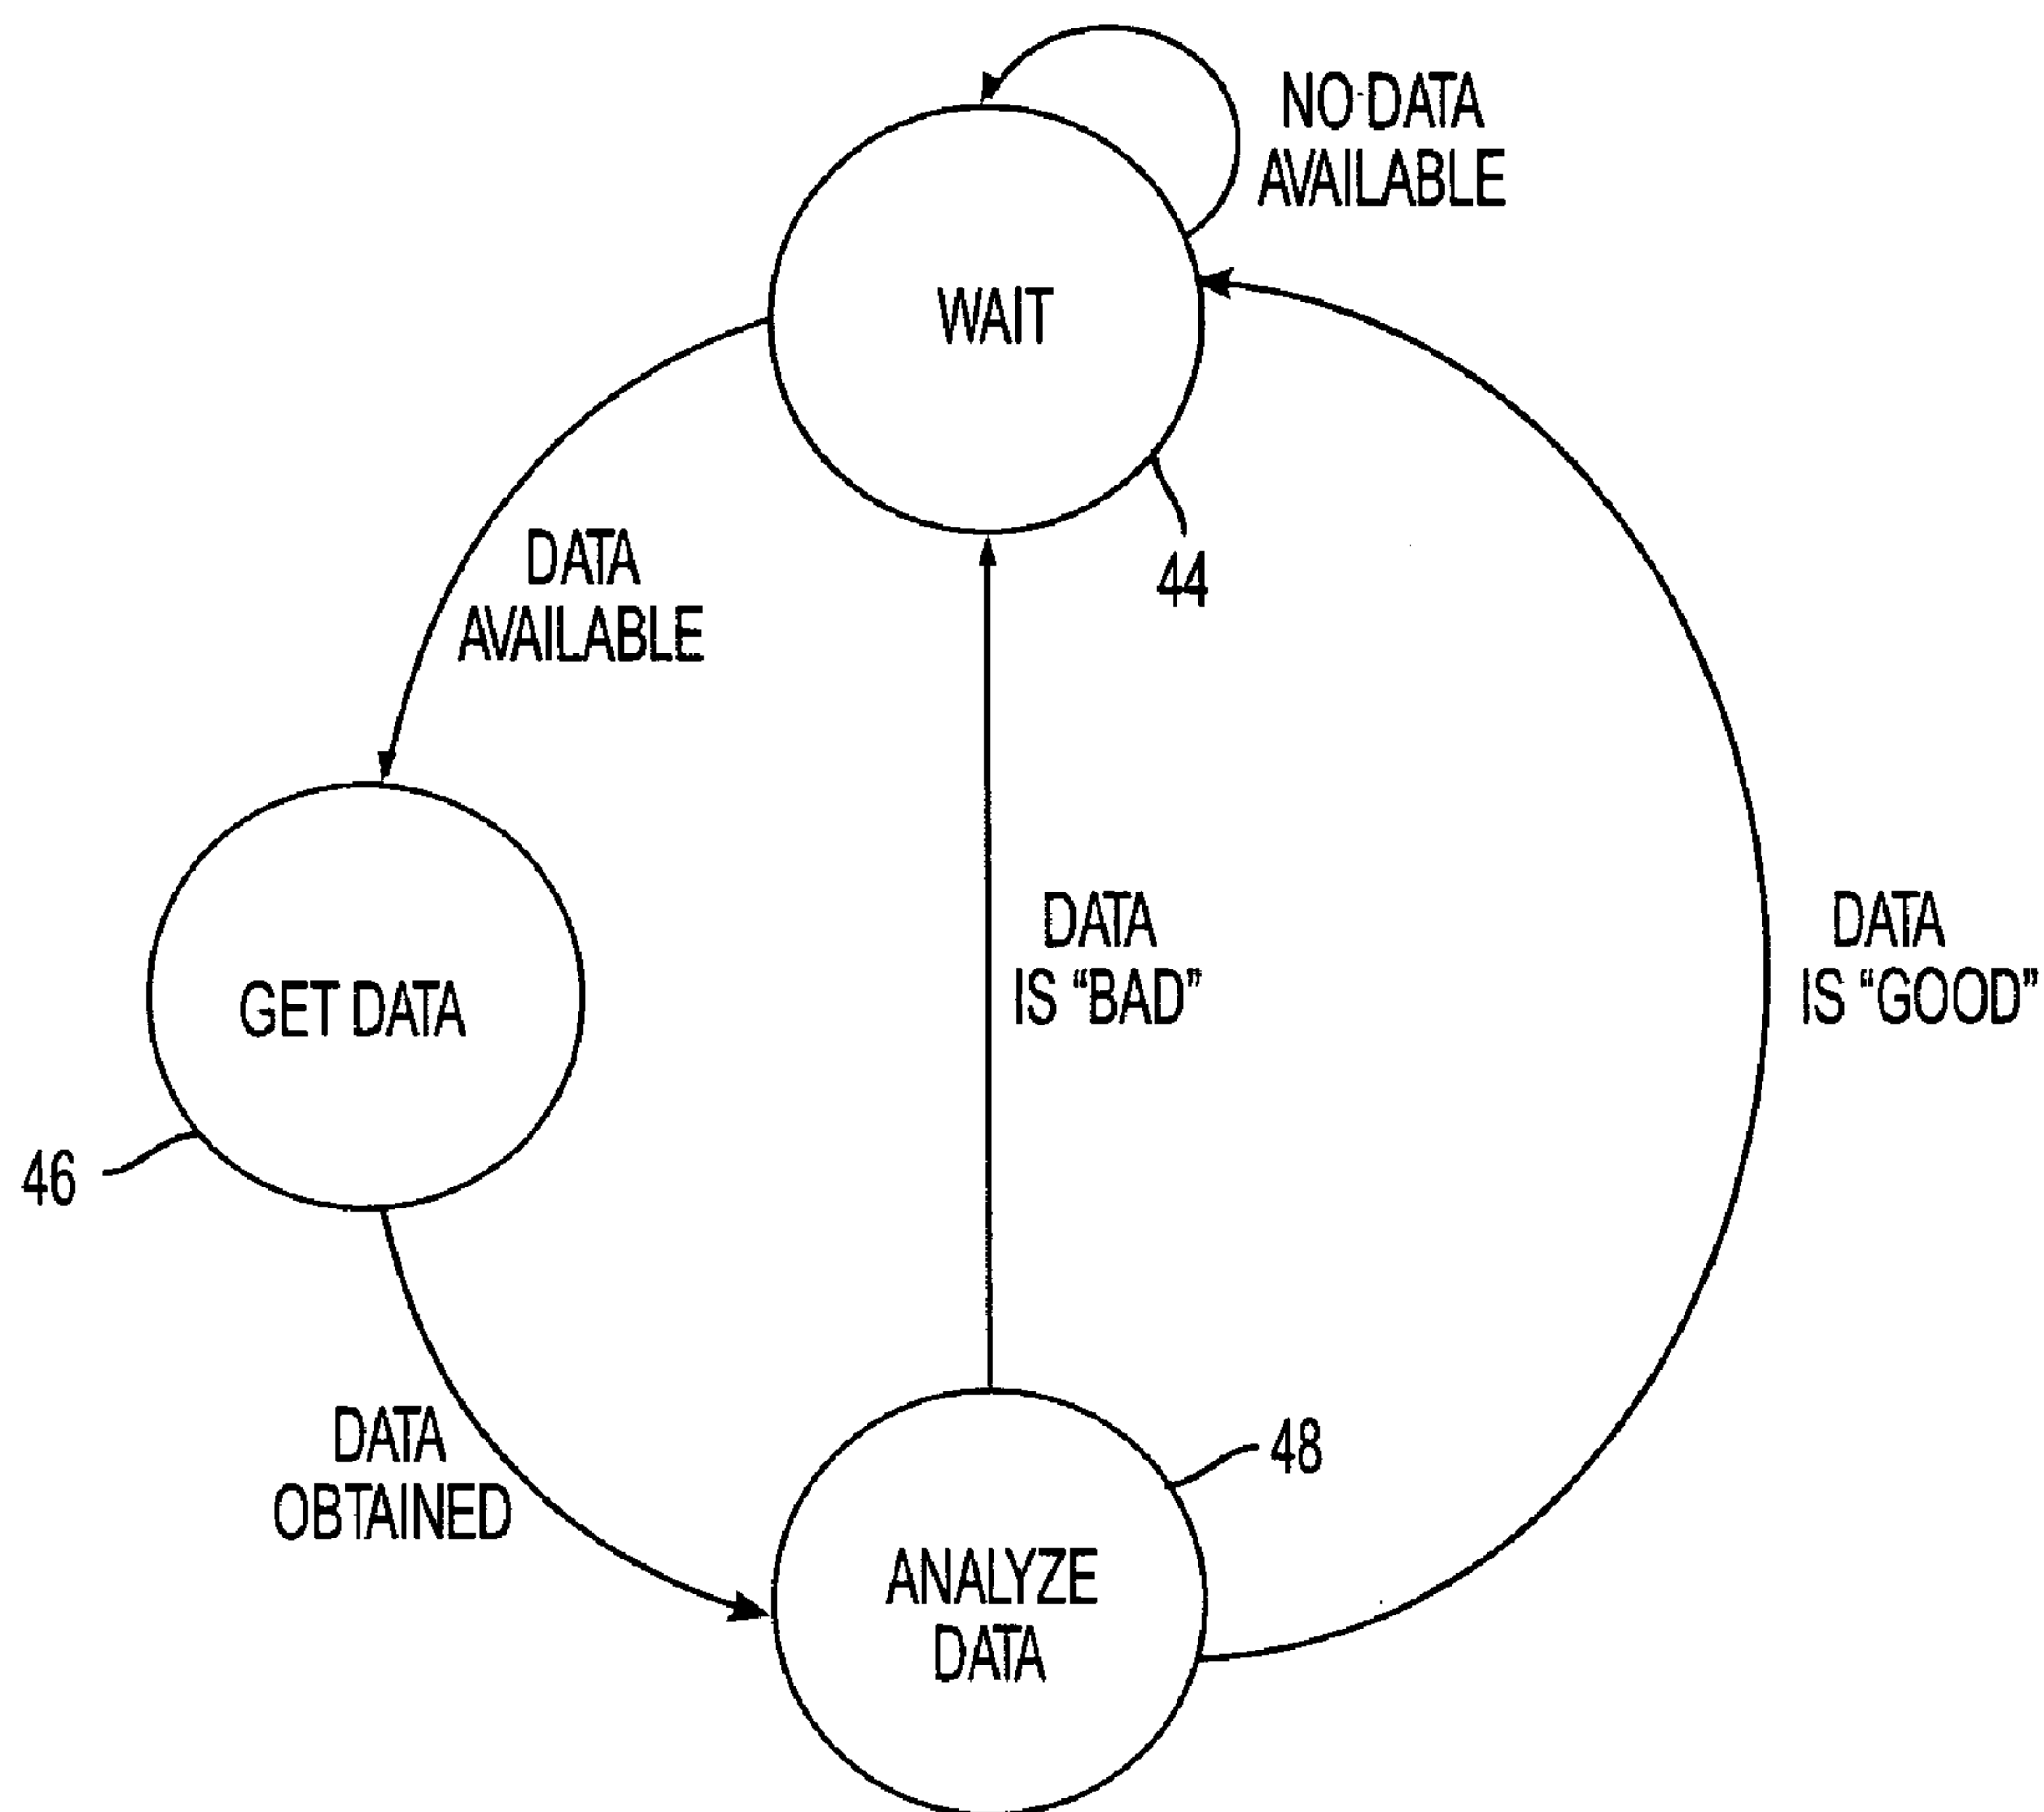 NO DATA
AVAILABLE
WAIT
44
DATA
AVAILABLE
GET DATA
46
DATA
IS “BAD”
DATA
IS “GOOD”
DATA
OBTAINED
48
ANALYZE
DATA